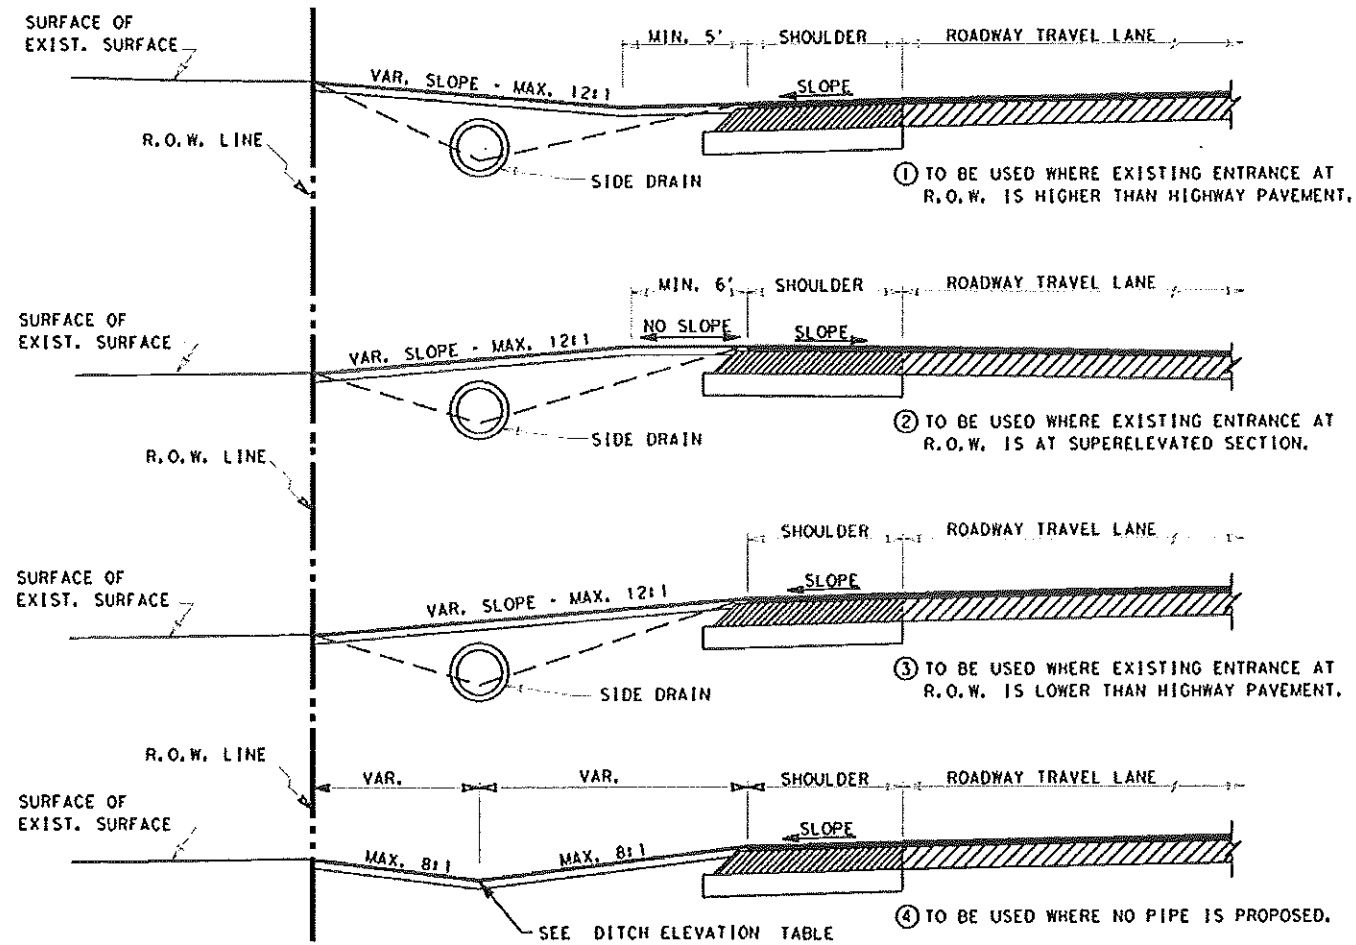 SURFACE OF
EXIST. SURFACE
MIN. 5'
SHOULDER
ROADWAY TRAVEL LANE
VAR. SLOPE - MAX. 12:1
SLOPE
R.O.W. LINE
SIDE DRAIN
① TO BE USED WHERE EXISTING ENTRANCE AT
R.O.W. IS HIGHER THAN HIGHWAY PAVEMENT.
MIN. 6'
SHOULDER
ROADWAY TRAVEL LANE
SURFACE OF
EXIST. SURFACE
NO SLOPE
SLOPE
VAR. SLOPE - MAX. 12:1
SIDE DRAIN
② TO BE USED WHERE EXISTING ENTRANCE AT
R.O.W. IS AT SUPERELEVATED SECTION.
R.O.W. LINE
SHOULDER
ROADWAY TRAVEL LANE
SURFACE OF
EXIST. SURFACE
VAR. SLOPE - MAX. 12:1
SLOPE
SIDE DRAIN
③ TO BE USED WHERE EXISTING ENTRANCE AT
R.O.W. IS LOWER THAN HIGHWAY PAVEMENT.
R.O.W. LINE
VAR.
VAR.
SHOULDER
ROADWAY TRAVEL LANE
SURFACE OF
EXIST. SURFACE
SLOPE
MAX. 8:1
MAX. 8:1
SEE DITCH ELEVATION TABLE
④ TO BE USED WHERE NO PIPE IS PROPOSED.